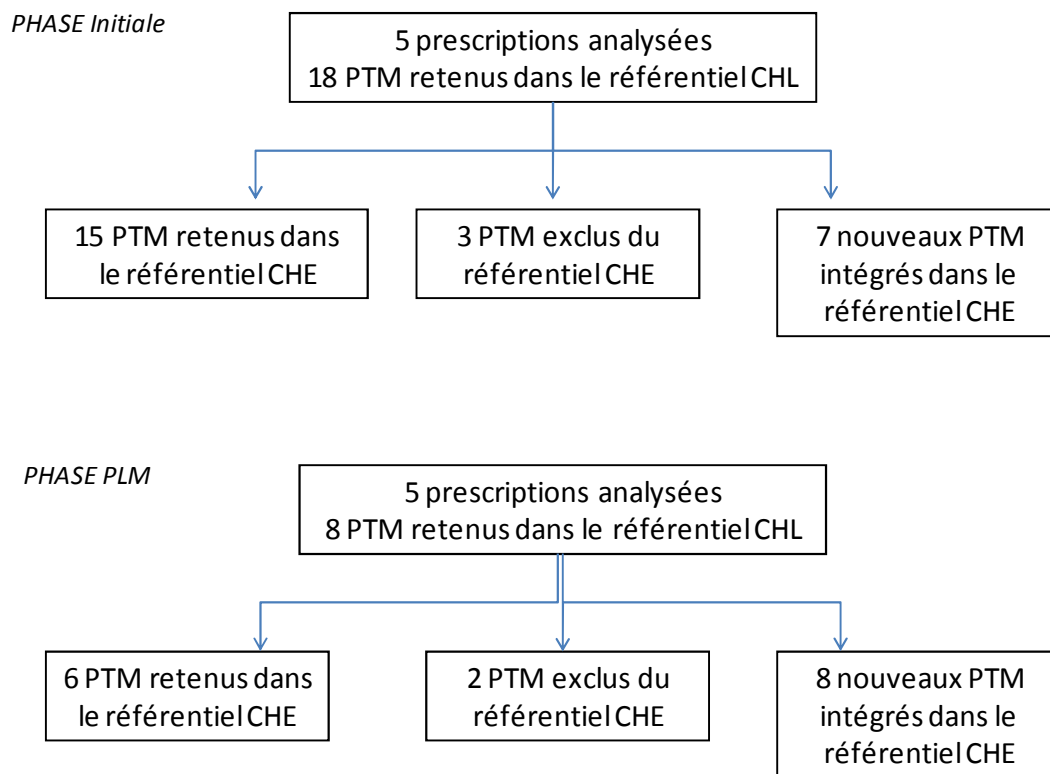 PHASE Initiale
5 prescriptions analysées
18 PTM retenus dans le référentiel CHL
15 PTM retenus dans
le référentiel CHE
3 PTM exclus du
référentiel CHE
7 nouveaux PTM
intégrés dans le
référentiel CHE
PHASE PLM
5 prescriptions analysées
8 PTM retenus dans le référentiel CHL
6 PTM retenus dans
le référentiel CHE
2 PTM exclus du
référentiel CHE
8 nouveaux PTM
intégrés dans le
référentiel CHE